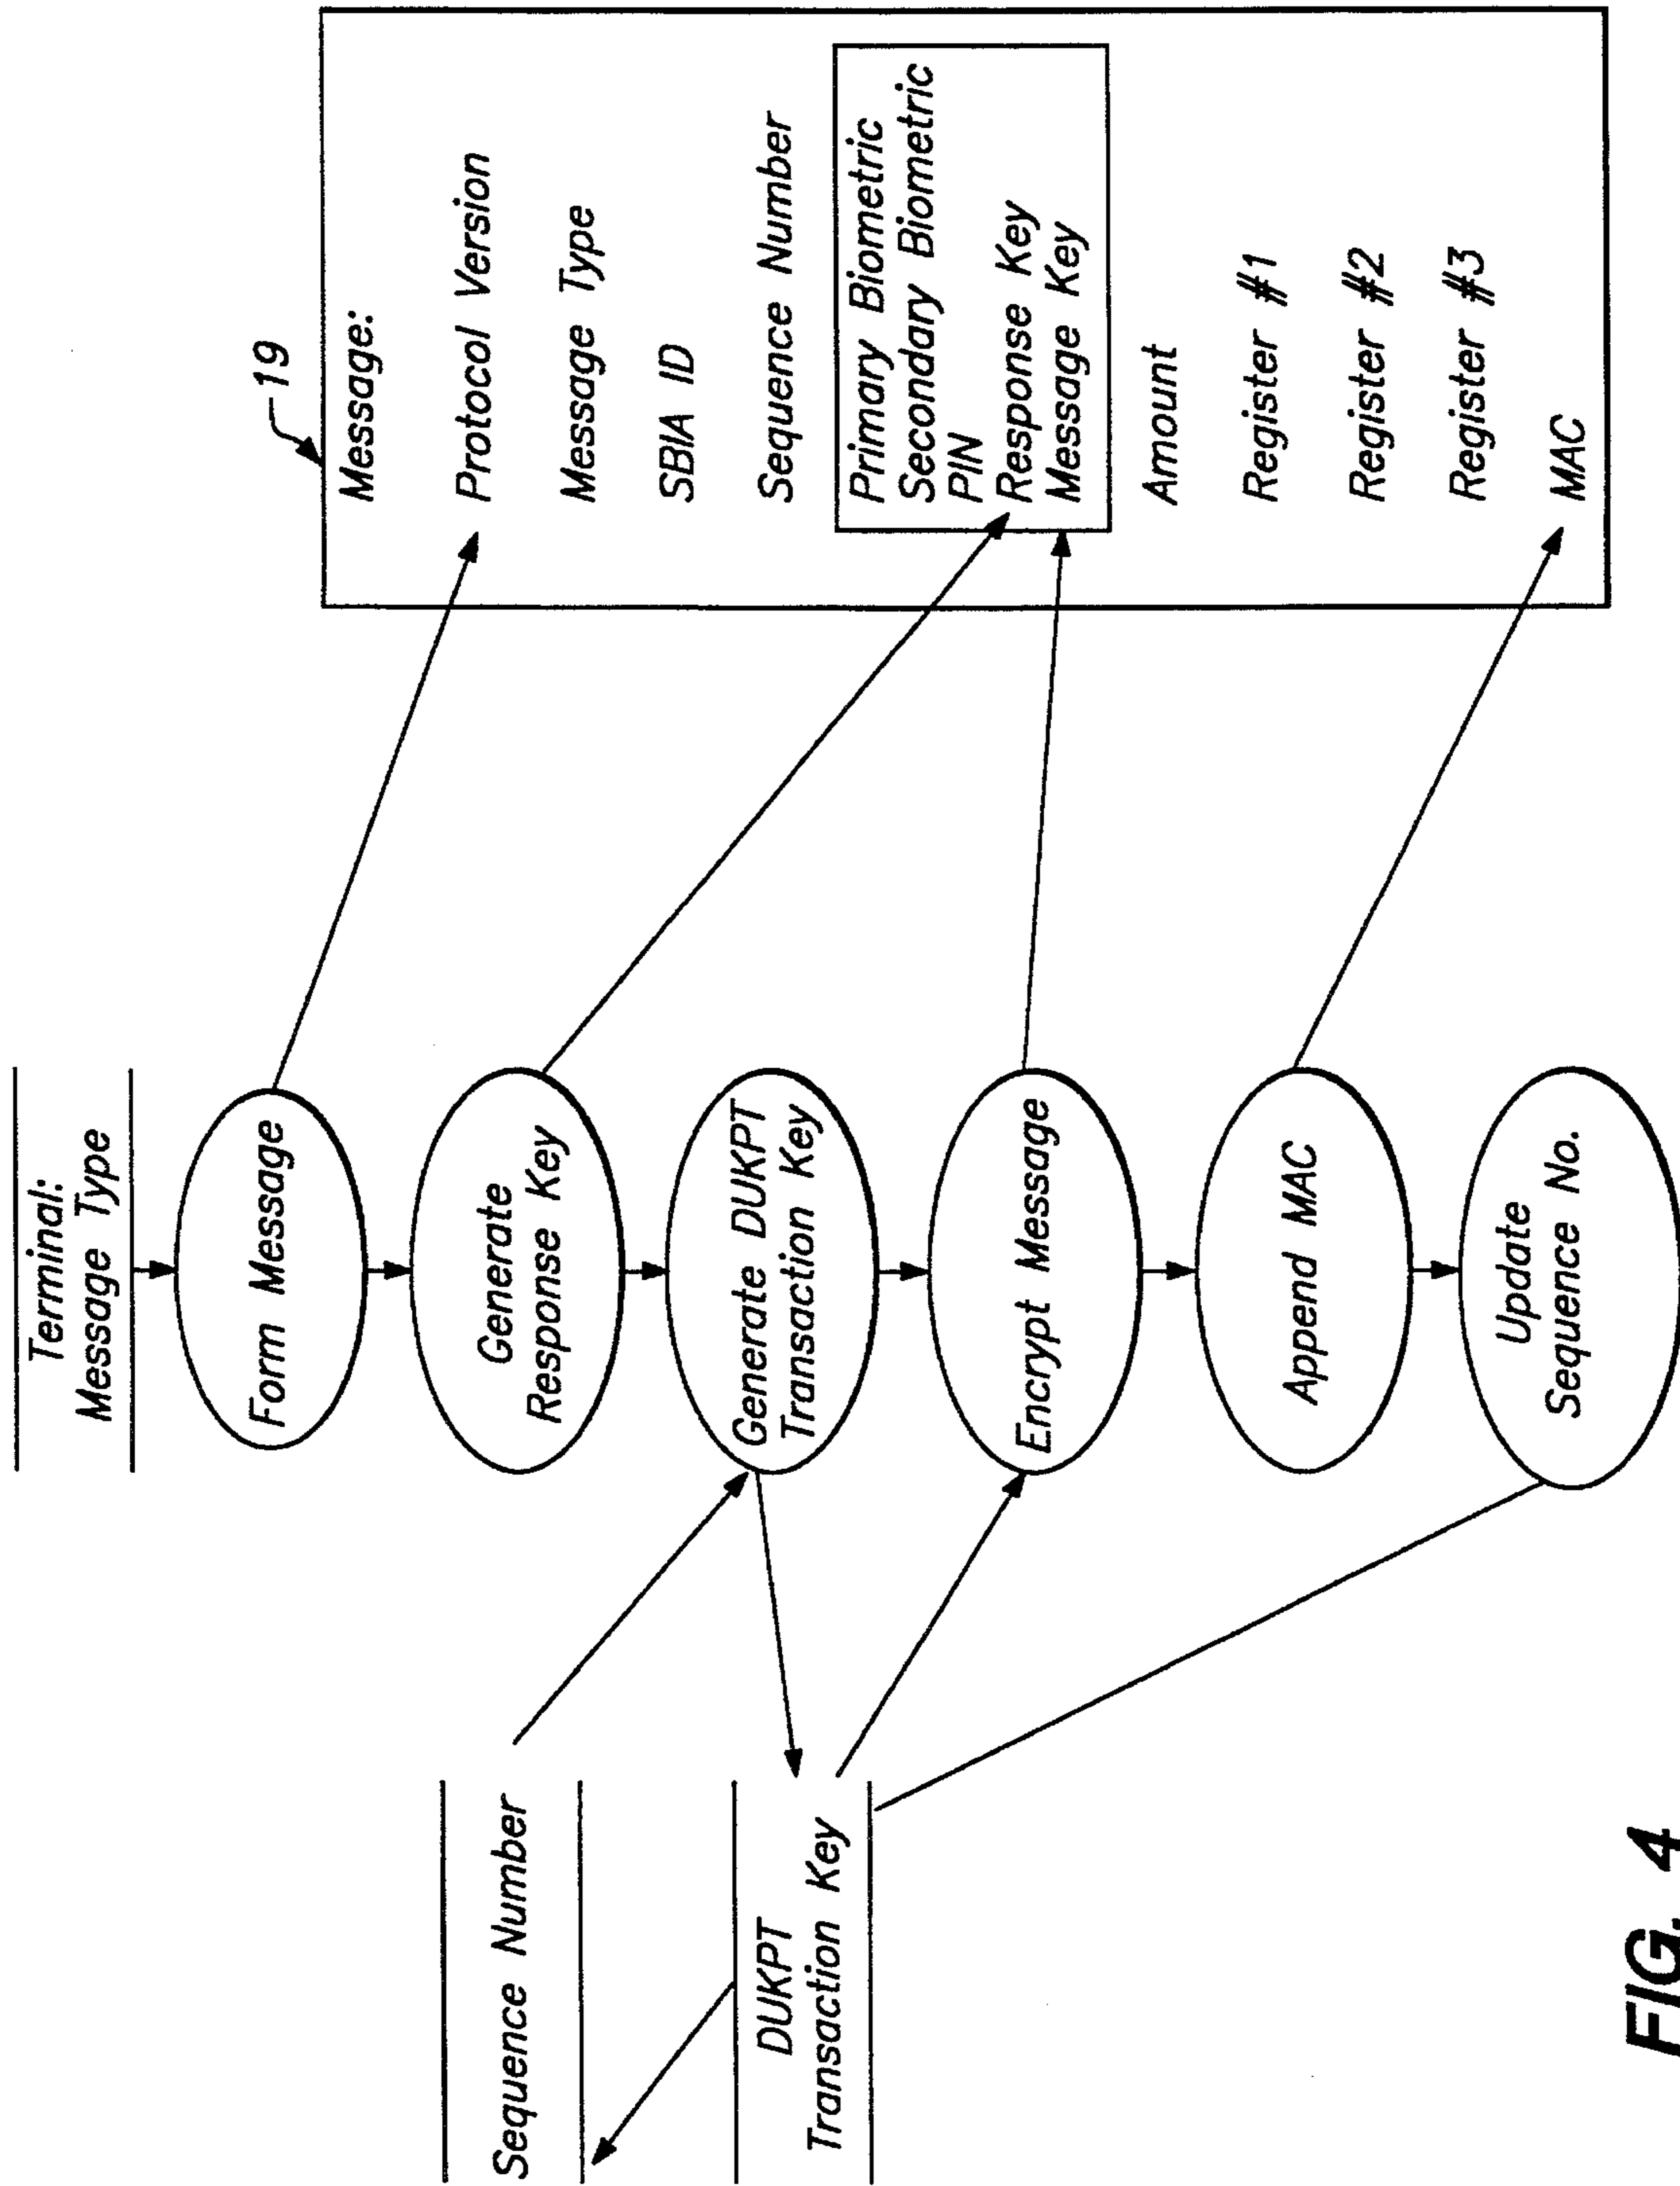 Terminal:
Message Type
Form Message
Generate
Response Key
Generate DUKPT
Transaction Key
Encrypt Message
Append MAC
Update
Sequence No.
Sequence Number
DUKPT
Transaction Key
19
Message:
Protocol Version
Message Type
SBIA ID
Sequence Number
Primary Biometric
Secondary Biometric
PIN
Response Key
Message Key
Amount
Register #1
Register #2
Register #3
MAC
FIG. 4